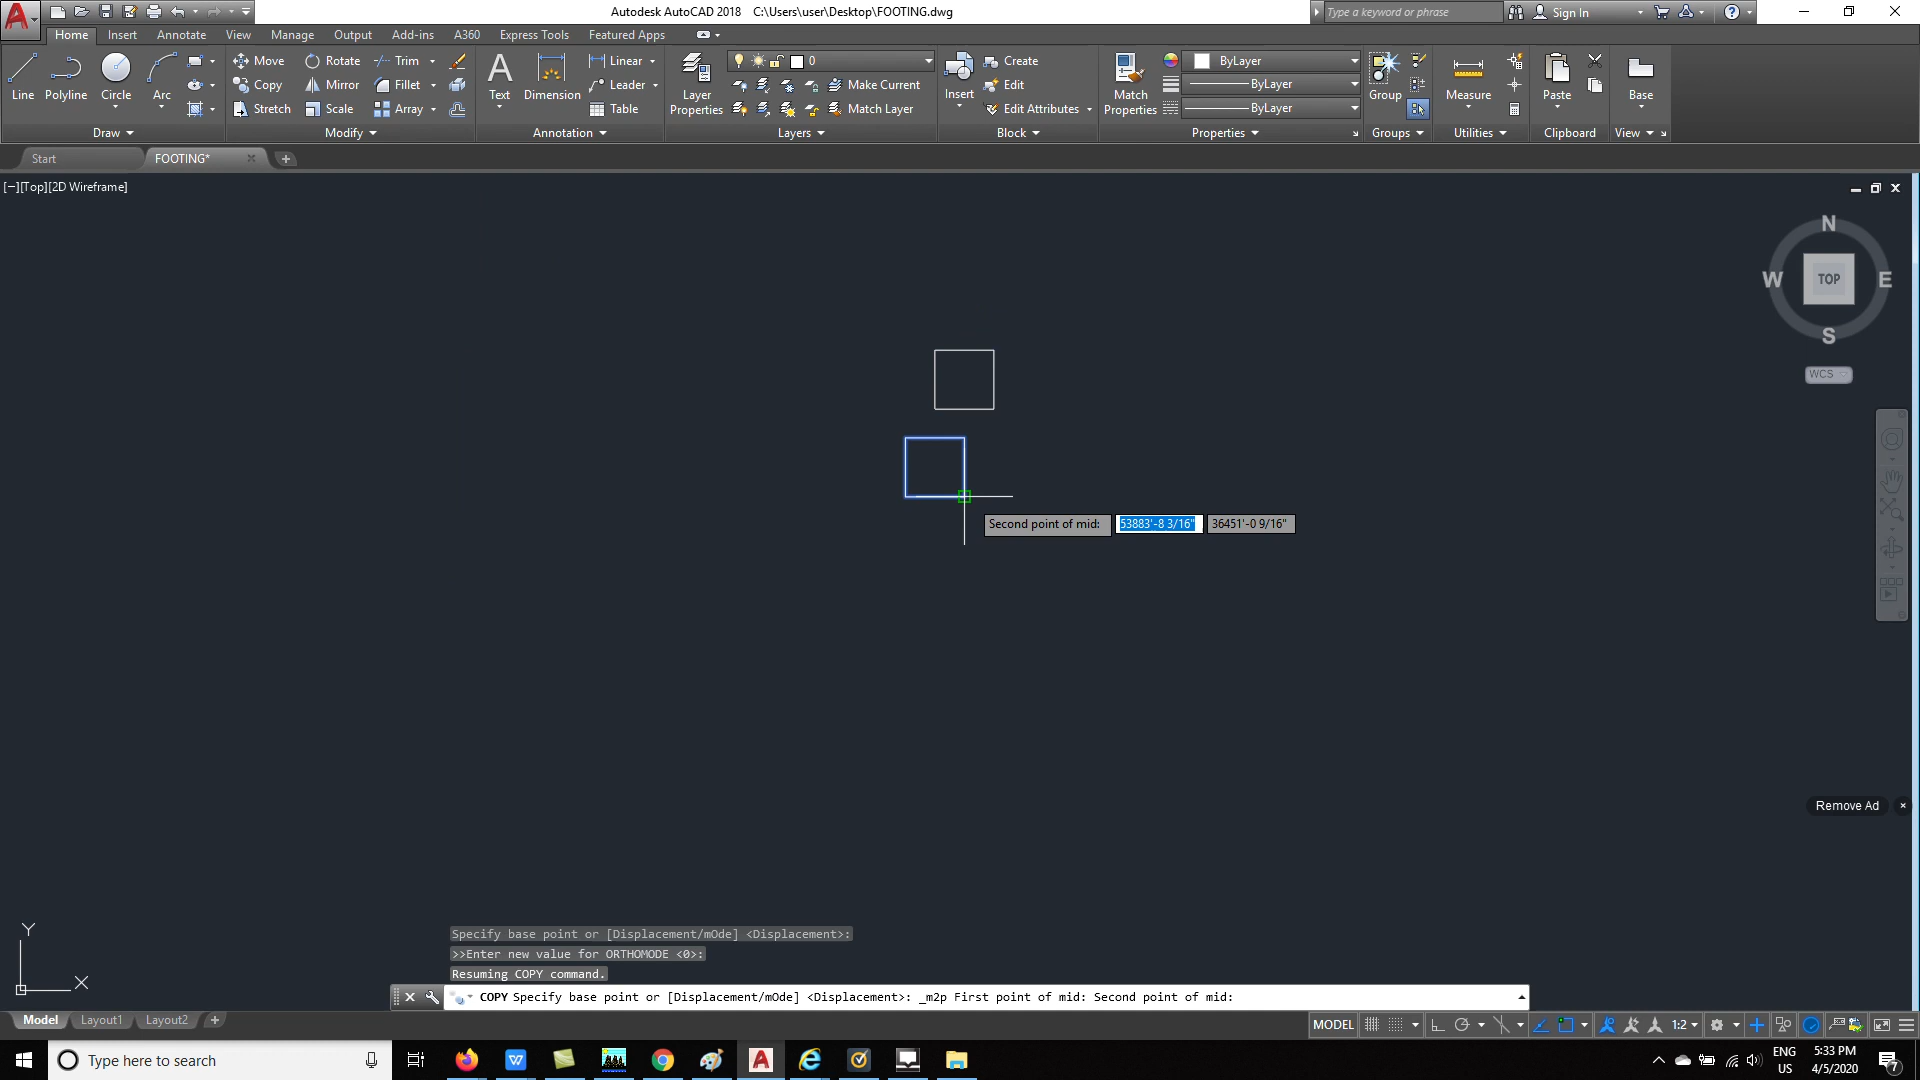 Autodesk AutoCAD 2018 C:\Users\user\Desktop\FOOTING.dwg
Type a keyword or phrase
Sign In
Home Insert Annotate View Manage Output Add-ins A360 Express Tools Featured Apps
Line Polyline Circle Arc
Draw
Move Rotate Trim
Copy Mirror Fillet
Stretch Scale Array
Modify
Text Dimension
Linear
Leader
Table
Annotation
Layer Properties
0
Make Current
Match Layer
Layers
Insert
Create
Edit
Edit Attributes
Block
Match Properties
ByLayer
ByLayer
ByLayer
Properties
Group
Groups
Measure
Utilities
Paste
Clipboard
Base
View
Start FOOTING*
[−][Top][2D Wireframe]
N
W TOP E
S
WCS
Second point of mid: 53883'-8 3/16" 36451'-0 9/16"
Remove Ad ×
Y
X
Specify base point or [Displacement/mOde] <Displacement>:
>>Enter new value for ORTHOMODE <0>:
Resuming COPY command.
COPY Specify base point or [Displacement/mOde] <Displacement>: _m2p First point of mid: Second point of mid:
Model Layout1 Layout2 +
MODEL 1:2
Type here to search
ENG
US
5:33 PM
4/5/2020
7